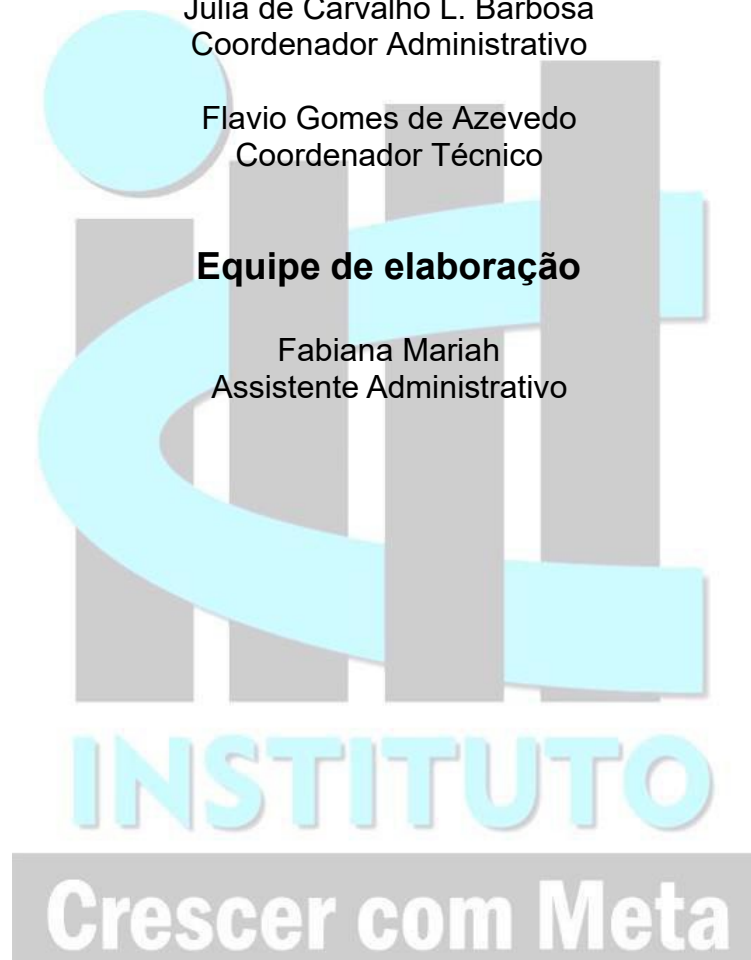 Julia de Carvalho L. Barbosa
Coordenador Administrativo
Flavio Gomes de Azevedo
Coordenador Técnico
Equipe de elaboração
Fabiana Mariah
Assistente Administrativo
INSTITUTO
Crescer com Meta